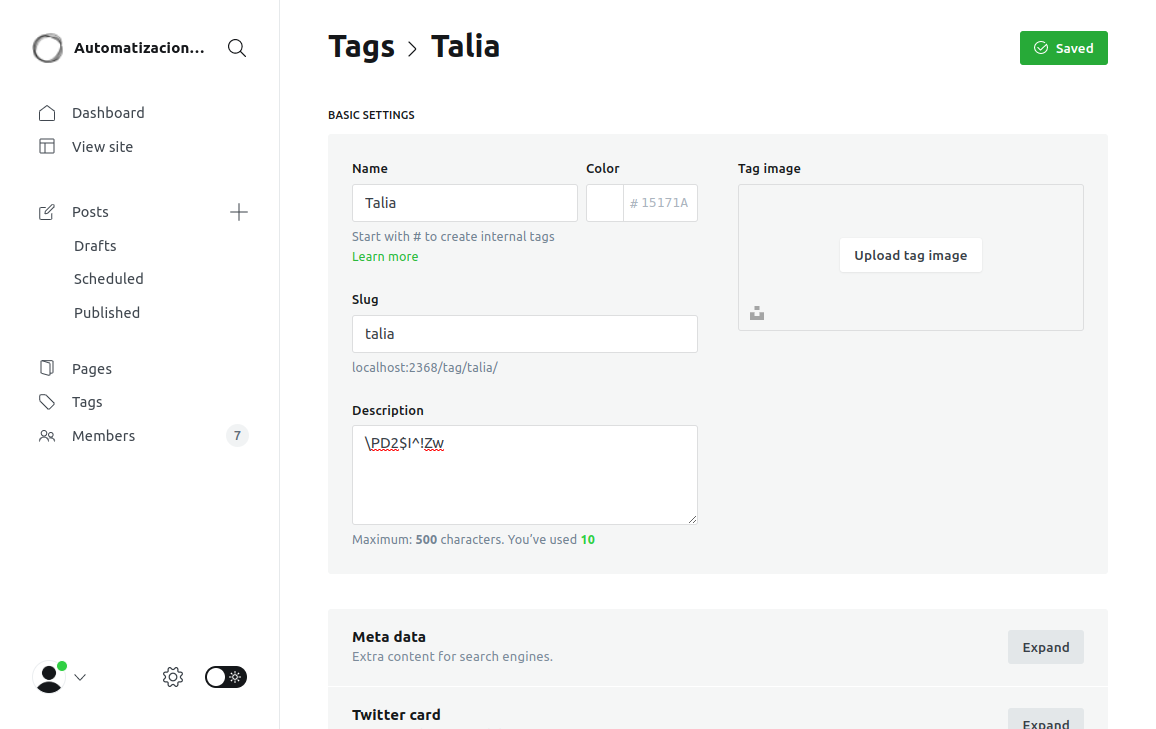 Automatizacion...
Dashboard
View site
Posts
Drafts
Scheduled
Published
Pages
Tags
Members
7
Tags > Talia
Saved
BASIC SETTINGS
Name
Talia
Color
# 15171A
Start with # to create internal tags
Learn more
Slug
talia
localhost:2368/tag/talia/
Description
\PD2$I^!Zw
Maximum: 500 characters. You've used 10
Tag image
Upload tag image
Meta data
Extra content for search engines.
Expand
Twitter card
Expand